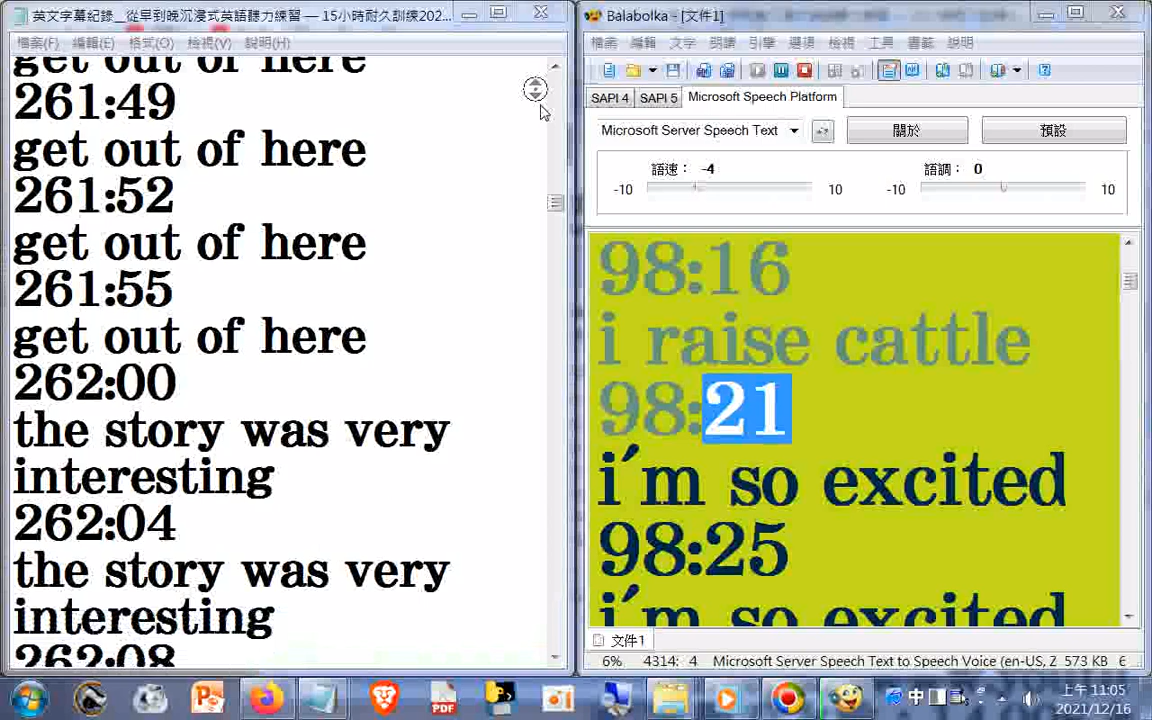 英文字幕紀錄__從早到晚沉浸式英語聽力練習 — 15小時耐久訓練202...
檔案(F) 編輯(E) 格式(O) 檢視(V) 說明(H)
get out of here
261:49
get out of here
261:52
get out of here
261:55
get out of here
262:00
the story was very
interesting
262:04
the story was very
interesting
262:08
Balabolka - [文件1]
檔案 編輯 文字 朗讀 引擎 選項 檢視 工具 書籤 說明
SAPI 4 SAPI 5 Microsoft Speech Platform
Microsoft Server Speech Text 關於 預設
語速： -4 語調： 0
-10 10 -10 10
98:16
i raise cattle
98:21
i'm so excited
98:25
i'm so excited
文件1
6% 4314: 4 Microsoft Server Speech Text to Speech Voice (en-US, Z 573 KB 6
PDF
中
上午 11:05
2021/12/16